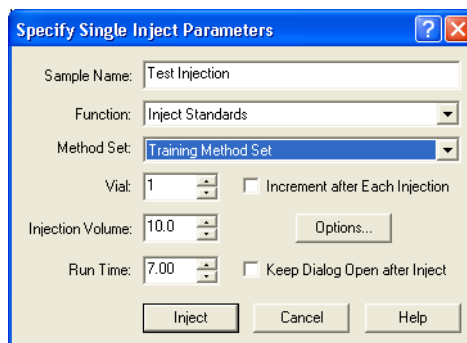 Specify Single Inject Parameters
Sample Name: Test Injection
Function: Inject Standards
Method Set: Training Method Set
Vial: 1 Increment after Each Injection
Injection Volume: 10.0 Options...
Run Time: 7.00 Keep Dialog Open after Inject
Inject Cancel Help